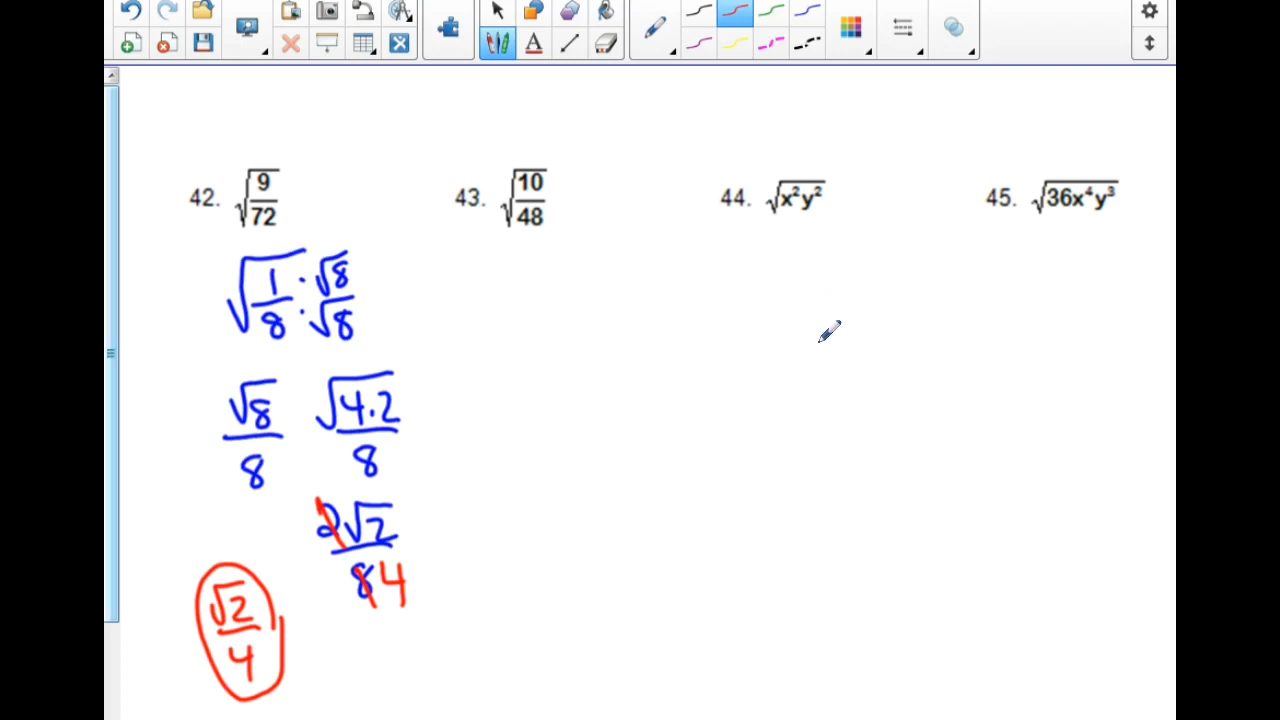 42. √(9/72) 43. √(10/48) 44. √x²y² 45. √36x⁴y³
√(1/8) · √8/√8
√8/8 √4·2/8
2√2/8 4
√2/4